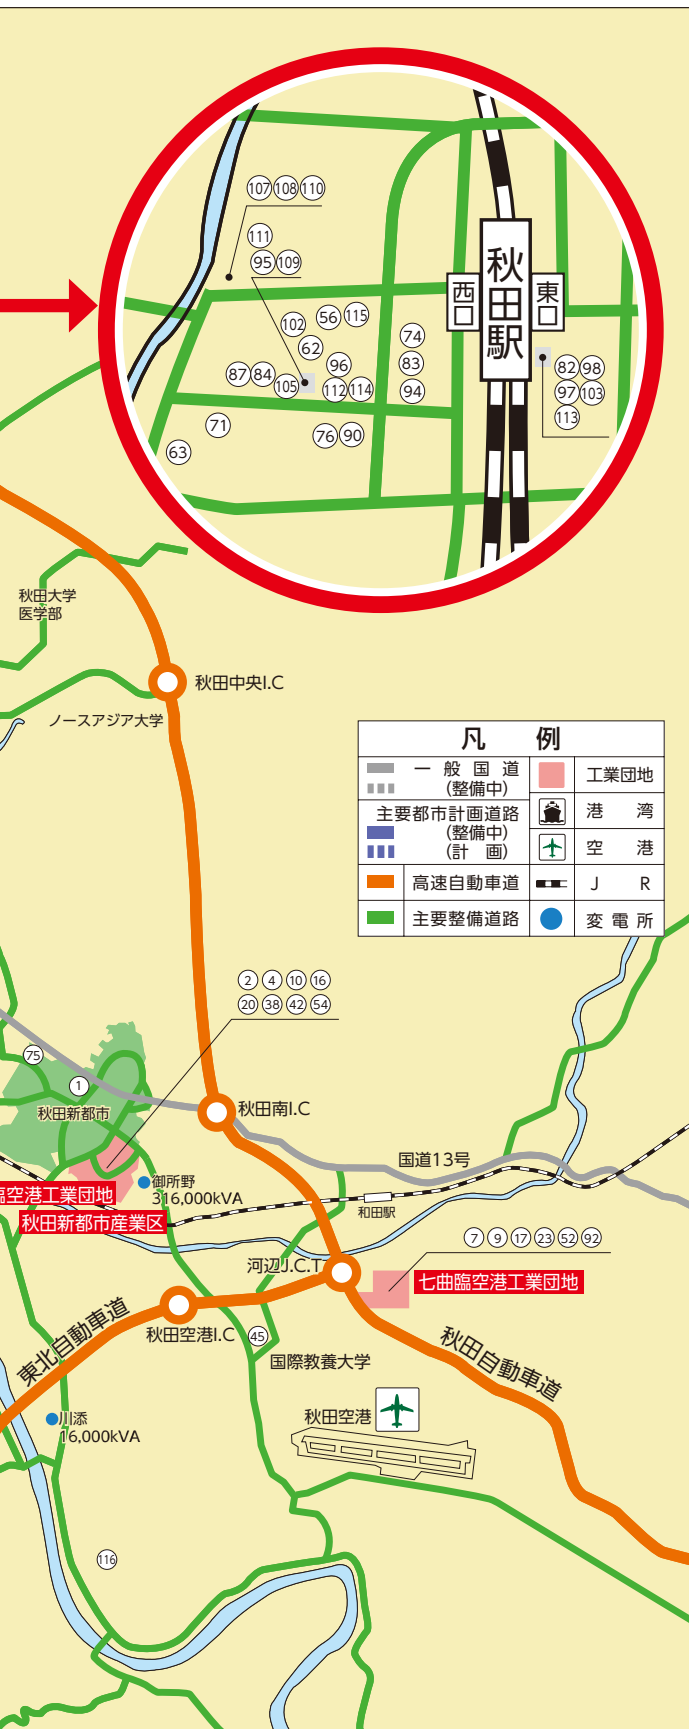 107 108 110
111
95 109
102 56 115
62
96
87 84 105
112 114
74
83
94
71
63
76 90
秋田駅
西口
東口
82 98
97 103
113
秋田大学
医学部
秋田中央I.C
ノースアジア大学
凡 例
一般国道
(整備中)
主要都市計画道路
(整備中)
(計 画)
高速自動車道
主要整備道路
工業団地
港 湾
空 港
J R
変電所
2 4 10 16
20 38 42 54
75
1
秋田新都市
秋田南I.C
国道13号
御所野
316,000kVA
臨空港工業団地
秋田新都市産業区
和田駅
7 9 17 23 52 92
河辺J.C.T
七曲臨空港工業団地
東北自動車道
秋田空港I.C
45
国際教養大学
秋田自動車道
秋田空港
川添
16,000kVA
116